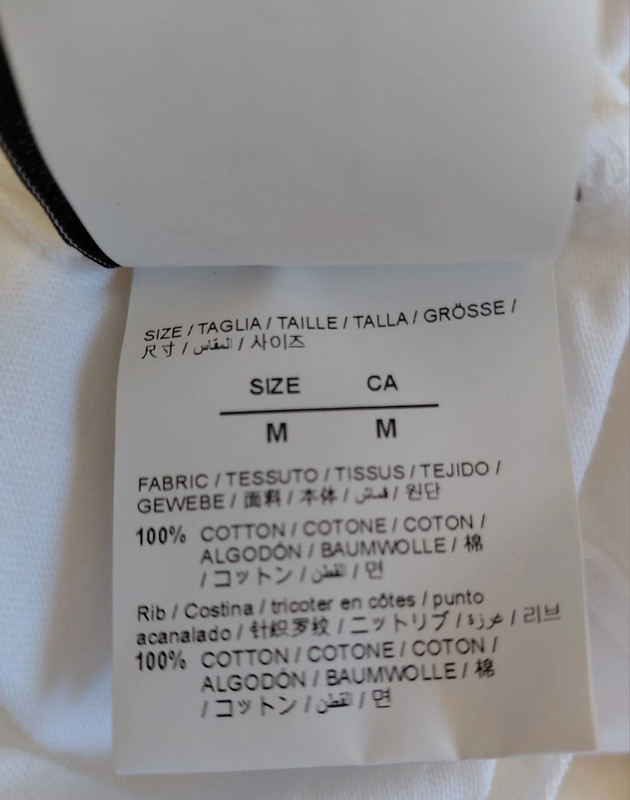 SIZE / TAGLIA / TAILLE / TALLA / GRÖSSE /
尺寸 / المقاس / 사이즈
SIZE CA
M M
FABRIC / TESSUTO / TISSUS / TEJIDO /
GEWEBE / 面料 / 本体 / قماش / 원단
100% COTTON / COTONE / COTON /
ALGODÓN / BAUMWOLLE / 棉
/ コットン / القطن / 면
Rib / Costina / tricoter en côtes / punto
acanalado / 针织罗纹 / ニットリブ / غرزة / 리브
100% COTTON / COTONE / COTON /
ALGODÓN / BAUMWOLLE / 棉
/ コットン / القطن / 면